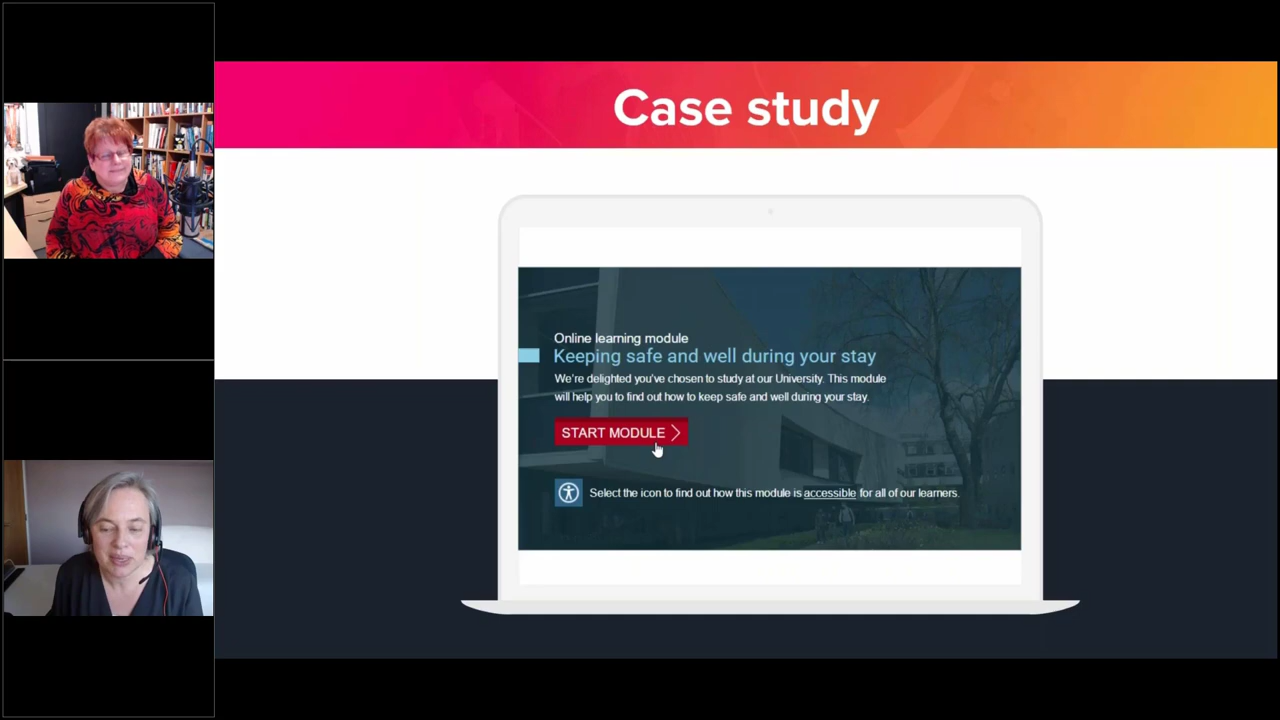 Case study
Online learning module
Keeping safe and well during your stay
We're delighted you've chosen to study at our University. This module
will help you to find out how to keep safe and well during your stay.
START MODULE
Select the icon to find out how this module is accessible for all of our learners.